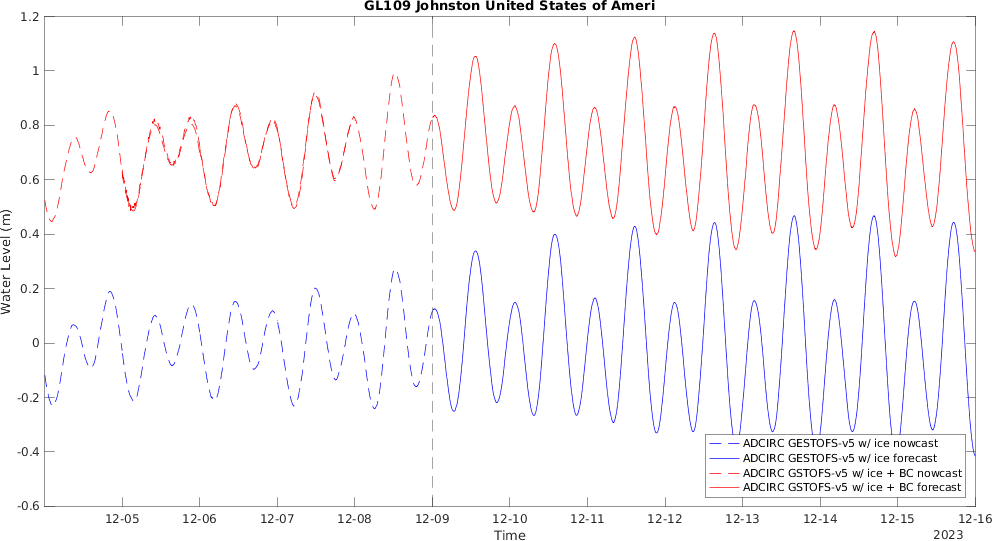 GL109 Johnston United States of Ameri
1.2
1
0.8
0.6
0.4
0.2
0
-0.2
-0.4
-0.6
Water Level (m)
ADCIRC GESTOFS-v5 w/ ice nowcast
ADCIRC GESTOFS-v5 w/ ice forecast
ADCIRC GSTOFS-v5 w/ ice + BC nowcast
ADCIRC GSTOFS-v5 w/ ice + BC forecast
12-05 12-06 12-07 12-08 12-09 12-10 12-11 12-12 12-13 12-14 12-15 12-16
Time
2023